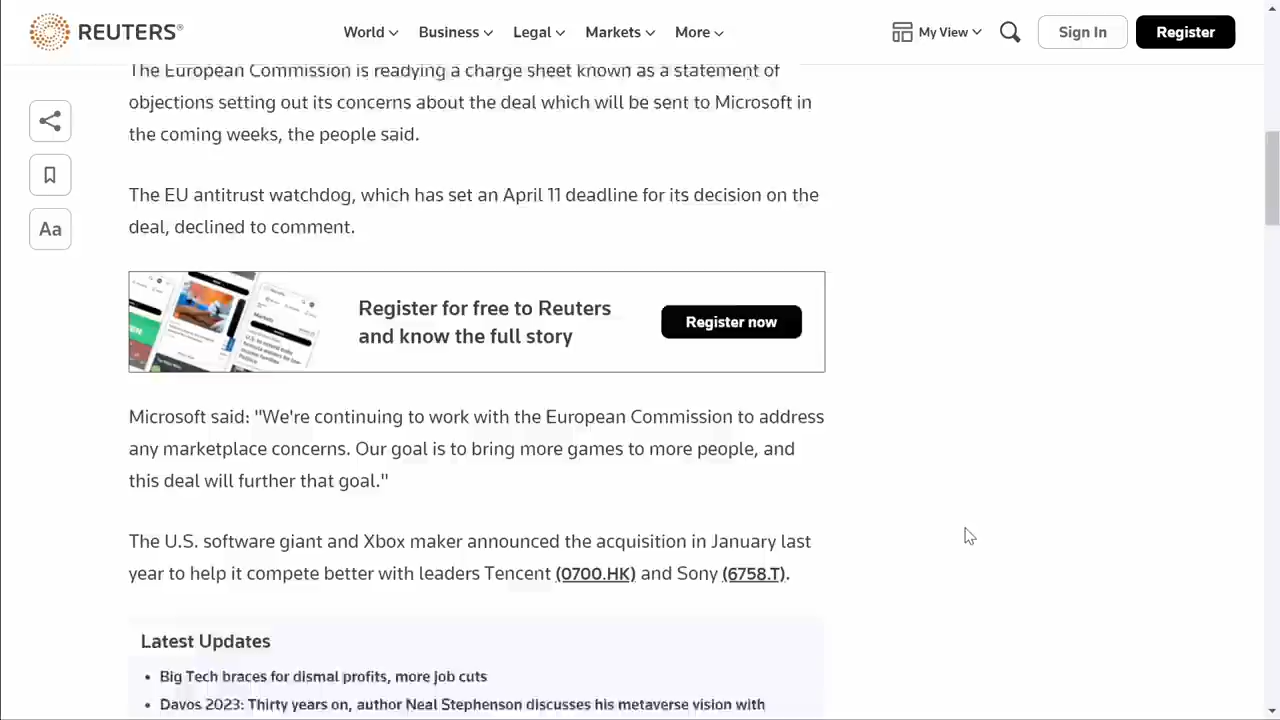 REUTERS®
World
Business
Legal
Markets
More
My View
Sign In
Register
The European Commission is readying a charge sheet known as a statement of
objections setting out its concerns about the deal which will be sent to Microsoft in
the coming weeks, the people said.
Aa
The EU antitrust watchdog, which has set an April 11 deadline for its decision on the
deal, declined to comment.
Register for free to Reuters
and know the full story
Register now
Microsoft said: "We're continuing to work with the European Commission to address
any marketplace concerns. Our goal is to bring more games to more people, and
this deal will further that goal."
The U.S. software giant and Xbox maker announced the acquisition in January last
year to help it compete better with leaders Tencent (0700.HK) and Sony (6758.T).
Latest Updates
• Big Tech braces for dismal profits, more job cuts
• Davos 2023: Thirty years on, author Neal Stephenson discusses his metaverse vision with